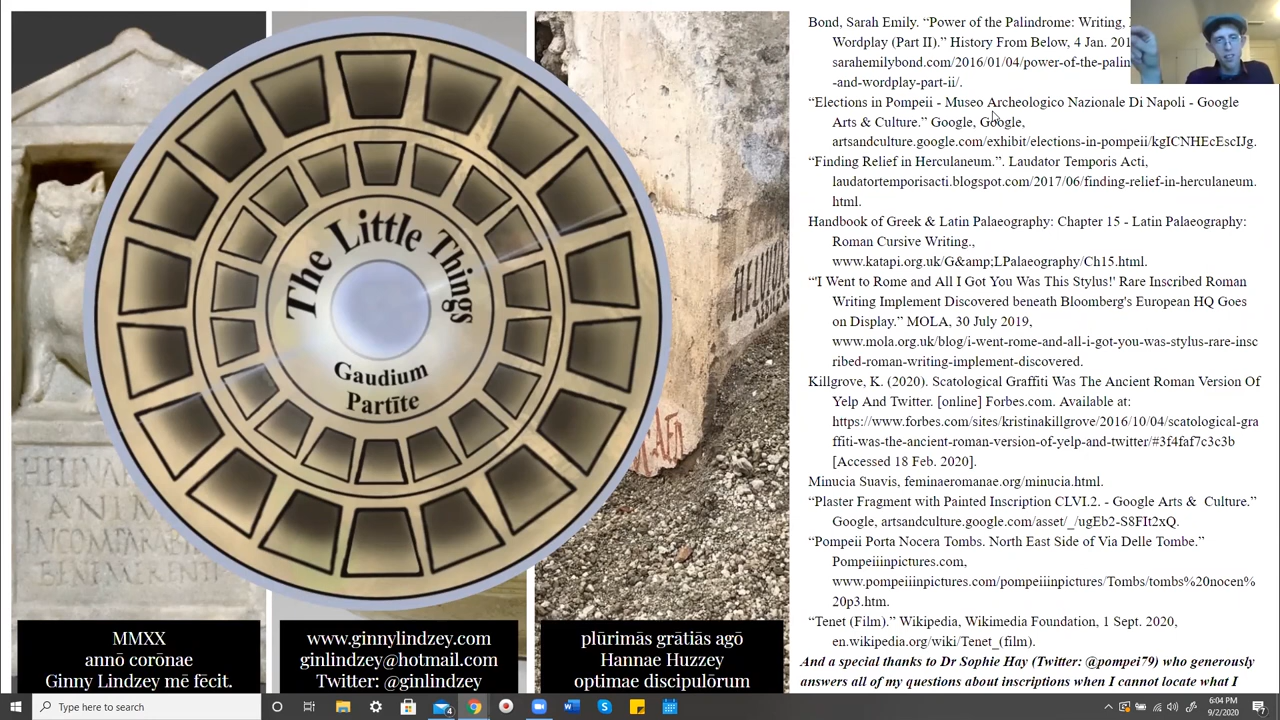 HELVIA
ANIM
INCOMPARABI
BENEMEREN
The Little Things
Gaudium
Partīte
MMXX
annō corōnae
Ginny Lindzey mē fēcit.
www.ginnylindzey.com
ginlindzey@hotmail.com
Twitter: @ginlindzey
plūrimās grātiās agō
Hannae Huzzey
optimae discipulōrum
Bond, Sarah Emily. “Power of the Palindrome: Writing,
Wordplay (Part II).” History From Below, 4 Jan. 201
sarahemilybond.com/2016/01/04/power-of-the-palin
-and-wordplay-part-ii/.
“Elections in Pompeii - Museo Archeologico Nazionale Di Napoli - Google
Arts & Culture.” Google, Google,
artsandculture.google.com/exhibit/elections-in-pompeii/kgICNHEcEscIJg.
“Finding Relief in Herculaneum.”. Laudator Temporis Acti,
laudatortemporisacti.blogspot.com/2017/06/finding-relief-in-herculaneum.
html.
Handbook of Greek & Latin Palaeography: Chapter 15 - Latin Palaeography:
Roman Cursive Writing.,
www.katapi.org.uk/G&amp;LPalaeography/Ch15.html.
“'I Went to Rome and All I Got You Was This Stylus!' Rare Inscribed Roman
Writing Implement Discovered beneath Bloomberg's European HQ Goes
on Display.” MOLA, 30 July 2019,
www.mola.org.uk/blog/i-went-rome-and-all-i-got-you-was-stylus-rare-insc
ribed-roman-writing-implement-discovered.
Killgrove, K. (2020). Scatological Graffiti Was The Ancient Roman Version Of
Yelp And Twitter. [online] Forbes.com. Available at:
https://www.forbes.com/sites/kristinakillgrove/2016/10/04/scatological-gra
ffiti-was-the-ancient-roman-version-of-yelp-and-twitter/#3f4faf7c3c3b
[Accessed 18 Feb. 2020].
Minucia Suavis, feminaeromanae.org/minucia.html.
“Plaster Fragment with Painted Inscription CLVI.2. - Google Arts & Culture.”
Google, artsandculture.google.com/asset/_/ugEb2-S8FIt2xQ.
“Pompeii Porta Nocera Tombs. North East Side of Via Delle Tombe.”
Pompeiiinpictures.com,
www.pompeiiinpictures.com/pompeiiinpictures/Tombs/tombs%20nocen%
20p3.htm.
“Tenet (Film).” Wikipedia, Wikimedia Foundation, 1 Sept. 2020,
en.wikipedia.org/wiki/Tenet_(film).
And a special thanks to Dr Sophie Hay (Twitter: @pompei79) who generously
answers all of my questions about inscriptions when I cannot locate what I
Type here to search
4
6:04 PM
9/2/2020